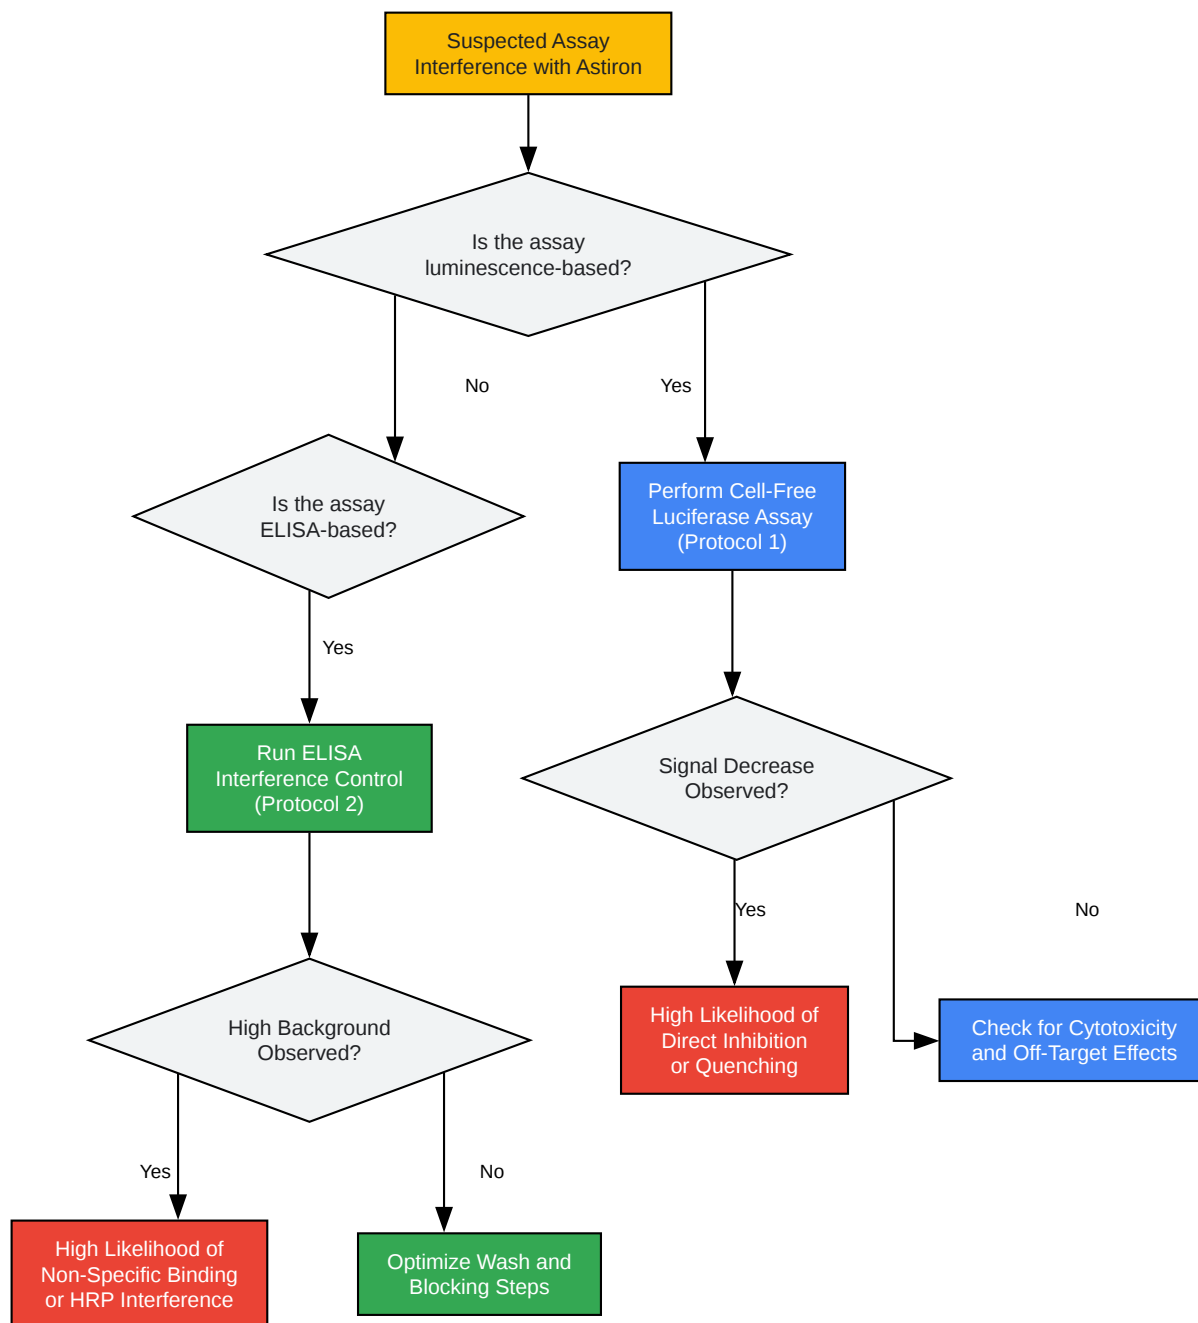 Suspected Assay
Interference with Astiron
Is the assay
luminescence-based?
No
Yes
Is the assay
ELISA-based?
Perform Cell-Free
Luciferase Assay
(Protocol 1)
Yes
Run ELISA
Interference Control
(Protocol 2)
Signal Decrease
Observed?
Yes
No
High Background
Observed?
High Likelihood of
Direct Inhibition
or Quenching
Check for Cytotoxicity
and Off-Target Effects
Yes
No
High Likelihood of
Non-Specific Binding
or HRP Interference
Optimize Wash and
Blocking Steps